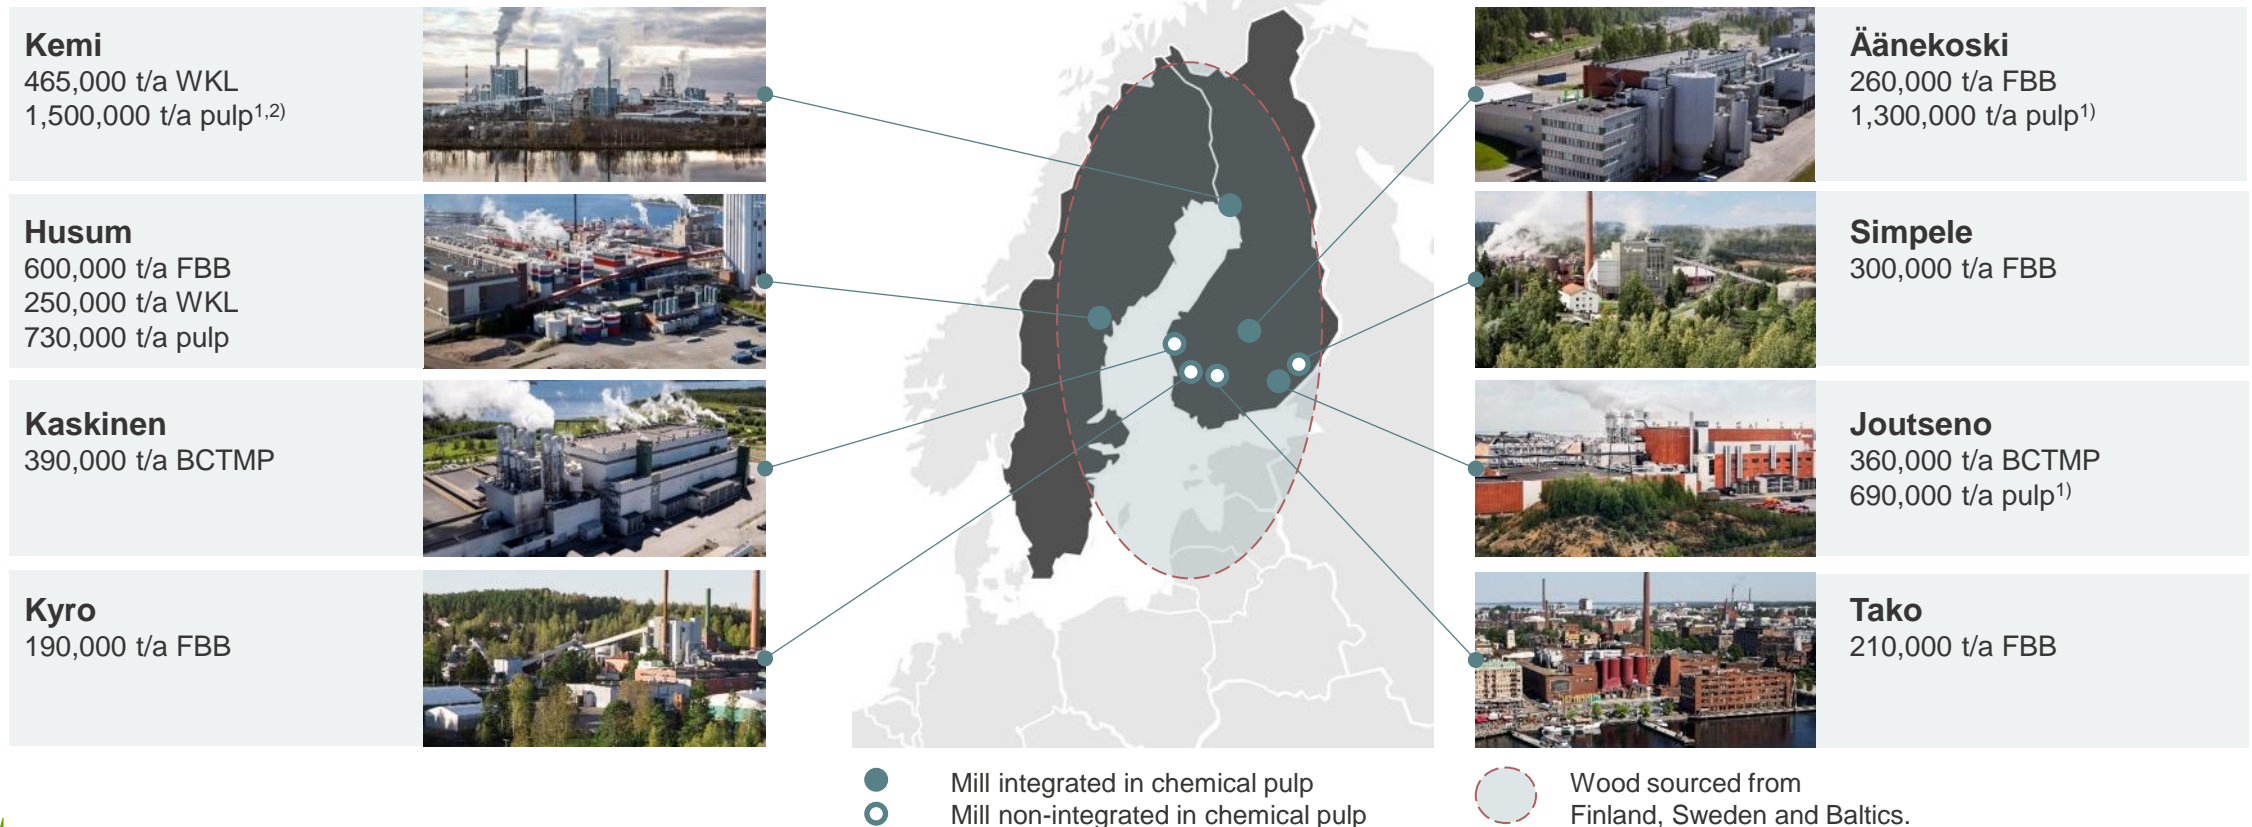 Kemi
465,000 t/a WKL
1,500,000 t/a pulp1,2)
Husum
600,000 t/a FBB
250,000 t/a WKL
730,000 t/a pulp
Kaskinen
390,000 t/a BCTMP
Kyro
190,000 t/a FBB
Äänekoski
260,000 t/a FBB
1,300,000 t/a pulp1)
Simpele
300,000 t/a FBB
Joutseno
360,000 t/a BCTMP
690,000 t/a pulp1)
Tako
210,000 t/a FBB
Mill integrated in chemical pulp
Mill non-integrated in chemical pulp
Wood sourced from
Finland, Sweden and Baltics.